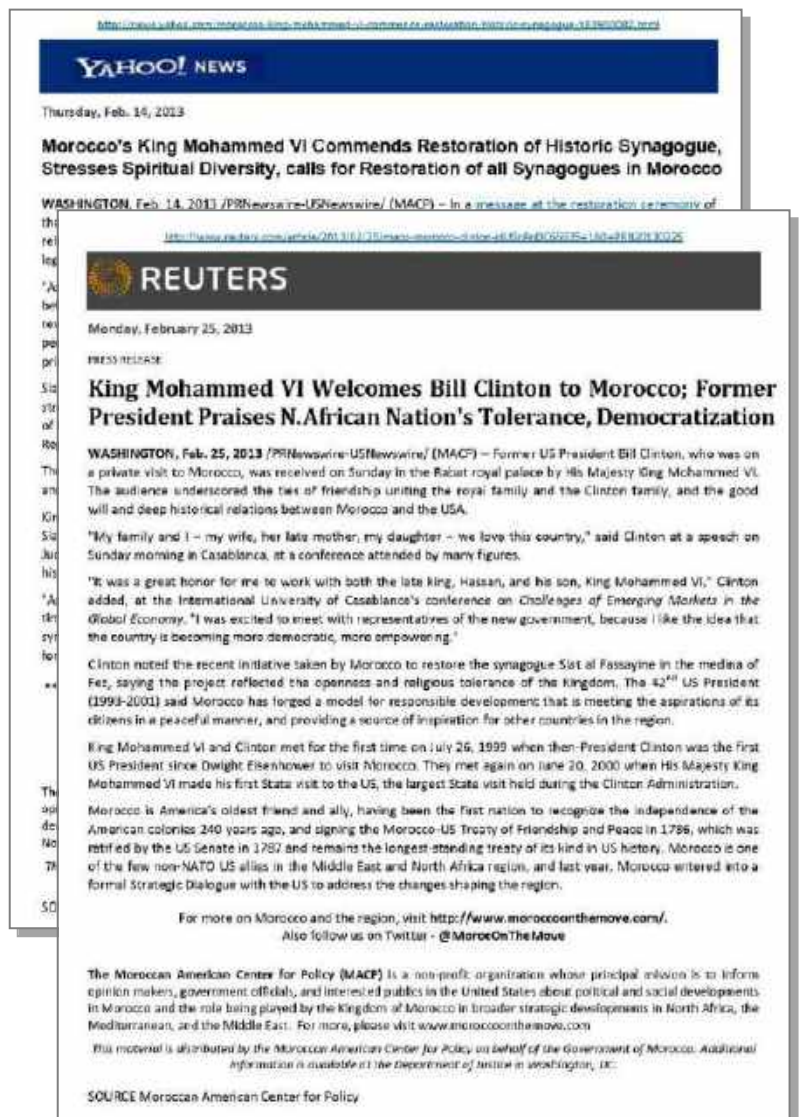 YAHOO! NEWS
Thursday, Feb. 14, 2013
Morocco's King Mohammed VI Commends Restoration of Historic Synagogue,
Stresses Spiritual Diversity, calls for Restoration of all Synagogues in Morocco
WASHINGTON, Feb. 14, 2013 /PRNewswire-USNewswire/ (MACP) – In a message at the restoration ceremony of
REUTERS
Monday, February 25, 2013
PRESS RELEASE
King Mohammed VI Welcomes Bill Clinton to Morocco; Former
President Praises N.African Nation's Tolerance, Democratization
WASHINGTON, Feb. 25, 2013 /PRNewswire-USNewswire/ (MACP) – Former US President Bill Clinton, who was on
a private visit to Morocco, was received on Sunday in the Rabat royal palace by His Majesty King Mohammed VI.
The audience underscored the ties of friendship uniting the royal family and the Clinton family, and the good
will and deep historical relations between Morocco and the USA.
"My family and I – my wife, her late mother, my daughter – we love this country," said Clinton at a speech on
Sunday morning in Casablanca, at a conference attended by many figures.
"It was a great honor for me to work with both the late king, Hassan, and his son, King Mohammed VI," Clinton
added, at the International University of Casablanca's conference on Challenges of Emerging Markets in the
Global Economy. "I was excited to meet with representatives of the new government, because I like the idea that
the country is becoming more democratic, more empowering."
Clinton noted the recent initiative taken by Morocco to restore the synagogue Slat al Fassayine in the medina of
Fez, saying the project reflected the openness and religious tolerance of the Kingdom. The 42nd US President
(1993-2001) said Morocco has forged a model for responsible development that is meeting the aspirations of its
citizens in a peaceful manner, and providing a source of inspiration for other countries in the region.
King Mohammed VI and Clinton met for the first time on July 26, 1999 when then-President Clinton was the first
US President since Dwight Eisenhower to visit Morocco. They met again on June 20, 2000 when His Majesty King
Mohammed VI made his first State visit to the US, the largest State visit held during the Clinton Administration.
Morocco is America's oldest friend and ally, having been the first nation to recognize the independence of the
American colonies 240 years ago, and signing the Morocco-US Treaty of Friendship and Peace in 1786, which was
ratified by the US Senate in 1787 and remains the longest-standing treaty of its kind in US history. Morocco is one
of the few non-NATO US allies in the Middle East and North Africa region, and last year, Morocco entered into a
formal Strategic Dialogue with the US to address the changes shaping the region.
For more on Morocco and the region, visit http://www.moroccoonthemove.com/.
Also follow us on Twitter - @MorocOnTheMove
The Moroccan American Center for Policy (MACP) is a non-profit organization whose principal mission is to inform
opinion makers, government officials, and interested publics in the United States about political and social developments
in Morocco and the role being played by the Kingdom of Morocco in broader strategic developments in North Africa, the
Mediterranean, and the Middle East. For more, please visit www.moroccoonthemove.com
This material is distributed by the Moroccan American Center for Policy on behalf of the Government of Morocco. Additional
information is available at the Department of Justice in Washington, DC.
SOURCE Moroccan American Center for Policy